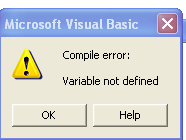 Microsoft Visual Basic
Compile error:
Variable not defined
OK
Help